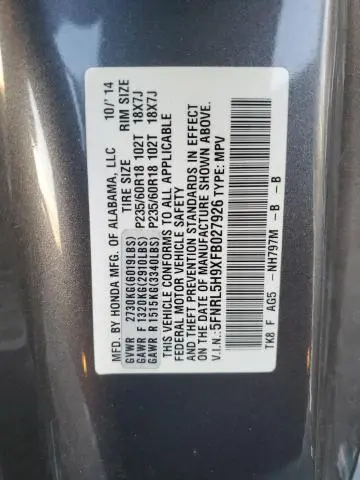 MFD. BY HONDA MFG. OF ALABAMA, LLC 10/'14
GVWR 2730KG(6019LBS) TIRE SIZE RIM SIZE
GAWR F 1320KG(2910LBS) P235/60R18 102T 18X7J
GAWR R 1515KG(3340LBS) P235/60R18 102T 18X7J
THIS VEHICLE CONFORMS TO ALL APPLICABLE
FEDERAL MOTOR VEHICLE SAFETY
AND THEFT PREVENTION STANDARDS IN EFFECT
ON THE DATE OF MANUFACTURE SHOWN ABOVE.
V.I.N.:5FNRL5H9XFB027926 TYPE: MPV
TK8 F AG5 -NH797M -B -B